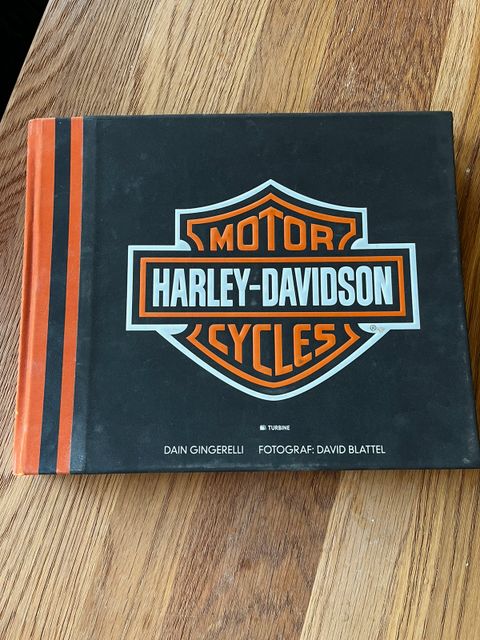 MOTOR
HARLEY-DAVIDSON
CYCLES
®
TURBINE
DAIN GINGERELLI FOTOGRAF: DAVID BLATTEL